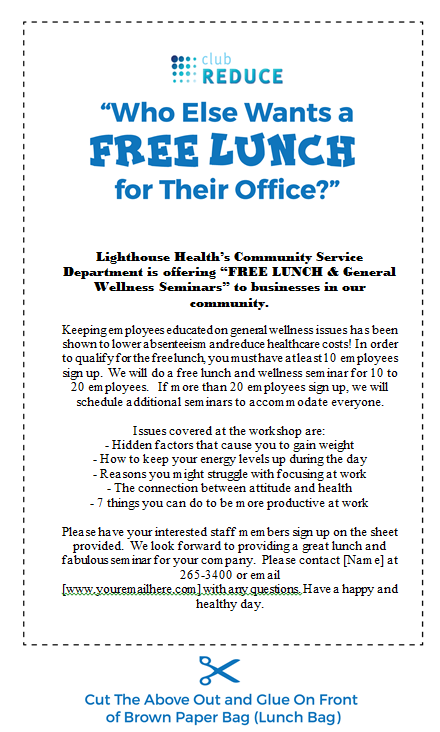 club
REDUCE
“Who Else Wants a
FREE LUNCH
for Their Office?”
Lighthouse Health’s Community Service
Department is offering “FREE LUNCH & General
Wellness Seminars” to businesses in our
community.
Keeping employees educated on general wellness issues has been
shown to lower absenteeism and reduce healthcare costs! In order
to qualify for the free lunch, you must have at least 10 employees
sign up.  We will do a free lunch and wellness seminar for 10 to
20 employees.   If more than 20 employees sign up, we will
schedule additional seminars to accommodate everyone.
Issues covered at the workshop are:
- Hidden factors that cause you to gain weight
- How to keep your energy levels up during the day
- Reasons you might struggle with focusing at work
- The connection between attitude and health
- 7 things you can do to be more productive at work
Please have your interested staff members sign up on the sheet
provided.  We look forward to providing a great lunch and
fabulous seminar for your company.  Please contact [Name] at
265-3400 or email
[www.youremailhere.com] with any questions. Have a happy and
healthy day.
Cut The Above Out and Glue On Front
of Brown Paper Bag (Lunch Bag)